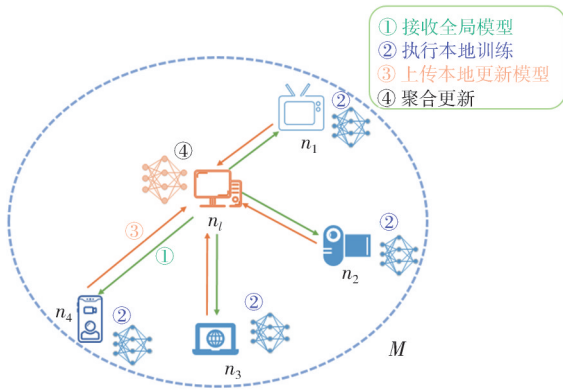 ① 接收全局模型
② 执行本地训练
③ 上传本地更新模型
④ 聚合更新
②
n1
④
nl
②
n2
③
①
n4
②
②
n3
M